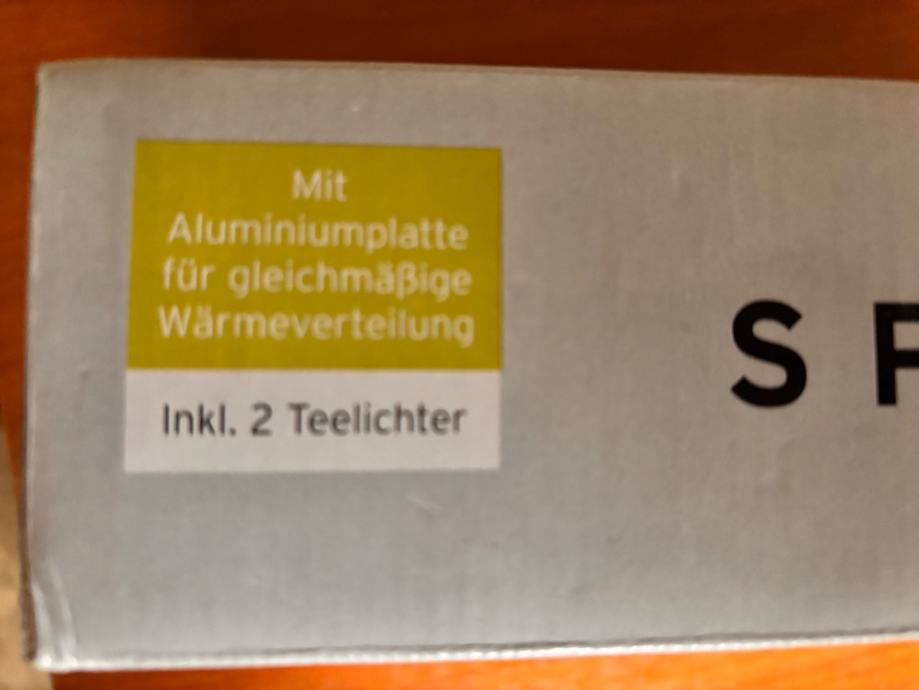 Mit
Aluminiumplatte
für gleichmäßige
Wärmeverteilung
Inkl. 2 Teelichter
S